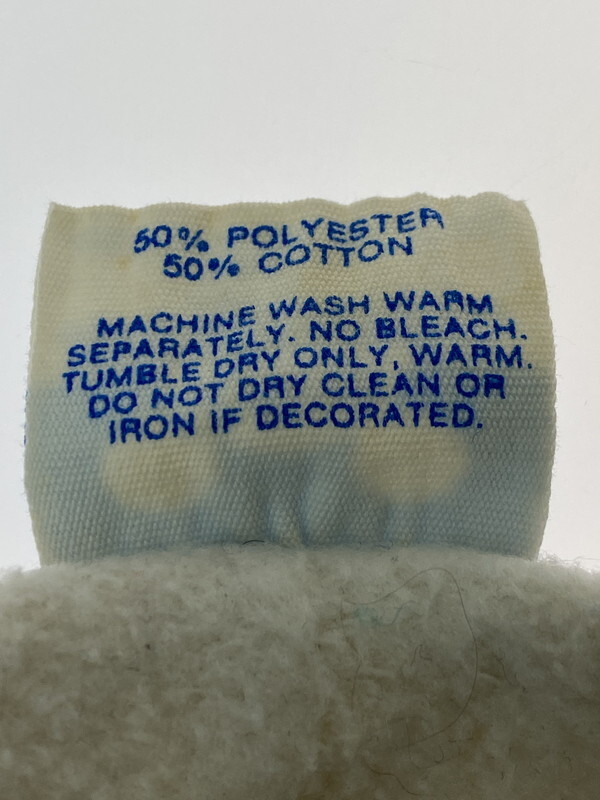 50% POLYESTER
50% COTTON
MACHINE WASH WARM
SEPARATELY. NO BLEACH.
TUMBLE DRY ONLY, WARM.
DO NOT DRY CLEAN OR
IRON IF DECORATED.